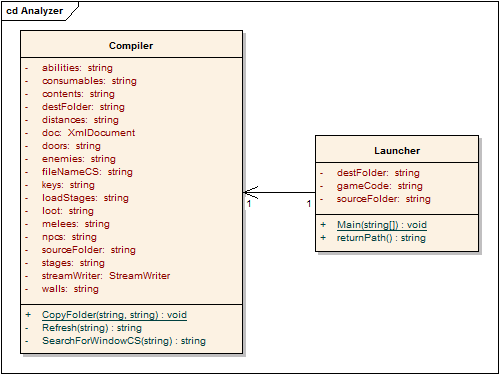 cd Analyzer
Compiler
- abilities: string
- consumables: string
- contents: string
- destFolder: string
- distances: string
- doc: XmlDocument
- doors: string
- enemies: string
- fileNameCS: string
- keys: string
- loadStages: string
- loot: string
- melees: string
- npcs: string
- sourceFolder: string
- stages: string
- streamWriter: StreamWriter
- walls: string
+ CopyFolder(string, string) : void
- Refresh(string) : string
- SearchForWindowCS(string) : string
1 1
Launcher
- destFolder: string
- gameCode: string
- sourceFolder: string
+ Main(string[]) : void
+ returnPath() : string